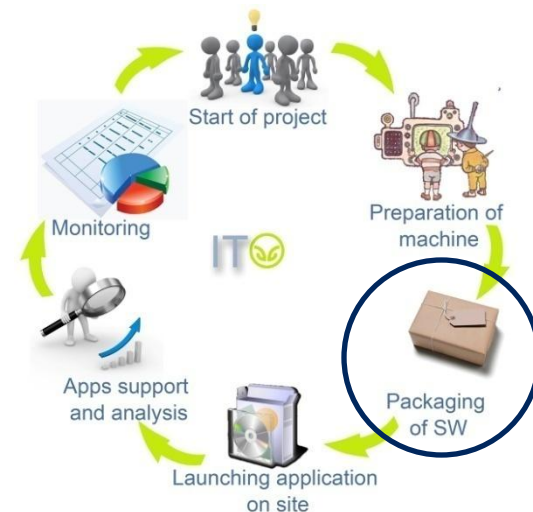 Start of project
Preparation of
machine
Packaging
of SW
Launching application
on site
Apps support
and analysis
Monitoring
IT